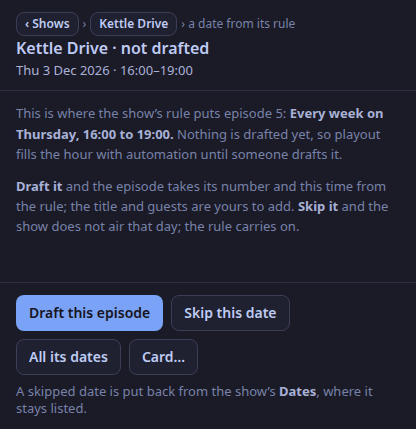 ‹ Shows › Kettle Drive › a date from its rule
Kettle Drive · not drafted
Thu 3 Dec 2026 · 16:00–19:00
This is where the show's rule puts episode 5: Every week on
Thursday, 16:00 to 19:00. Nothing is drafted yet, so playout
fills the hour with automation until someone drafts it.
Draft it and the episode takes its number and this time from
the rule; the title and guests are yours to add. Skip it and the
show does not air that day; the rule carries on.
Draft this episode Skip this date
All its dates Card…
A skipped date is put back from the show's Dates, where it
stays listed.